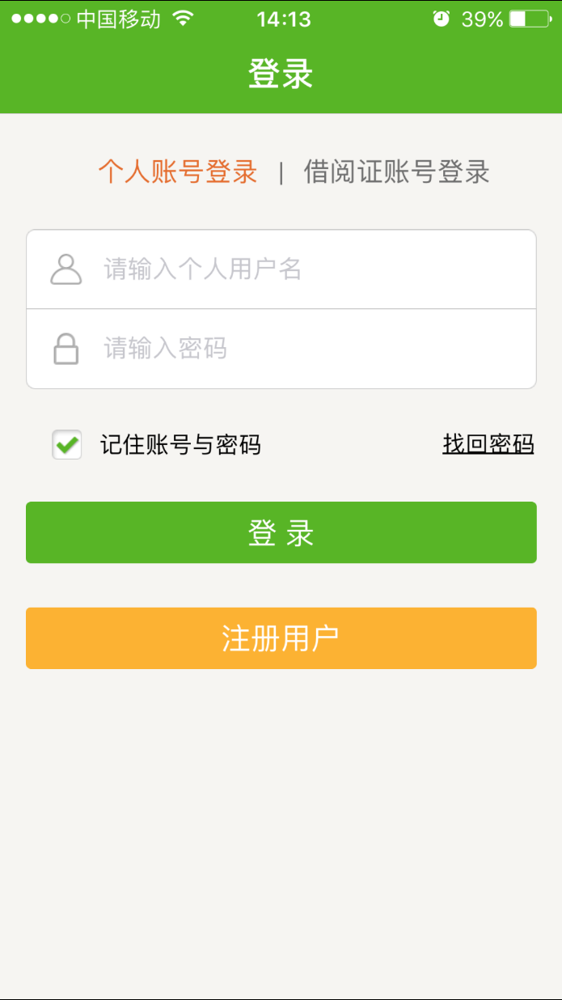 中国移动 14:13 39%
登录
个人账号登录 | 借阅证账号登录
请输入个人用户名
请输入密码
记住账号与密码 找回密码
登 录
注册用户